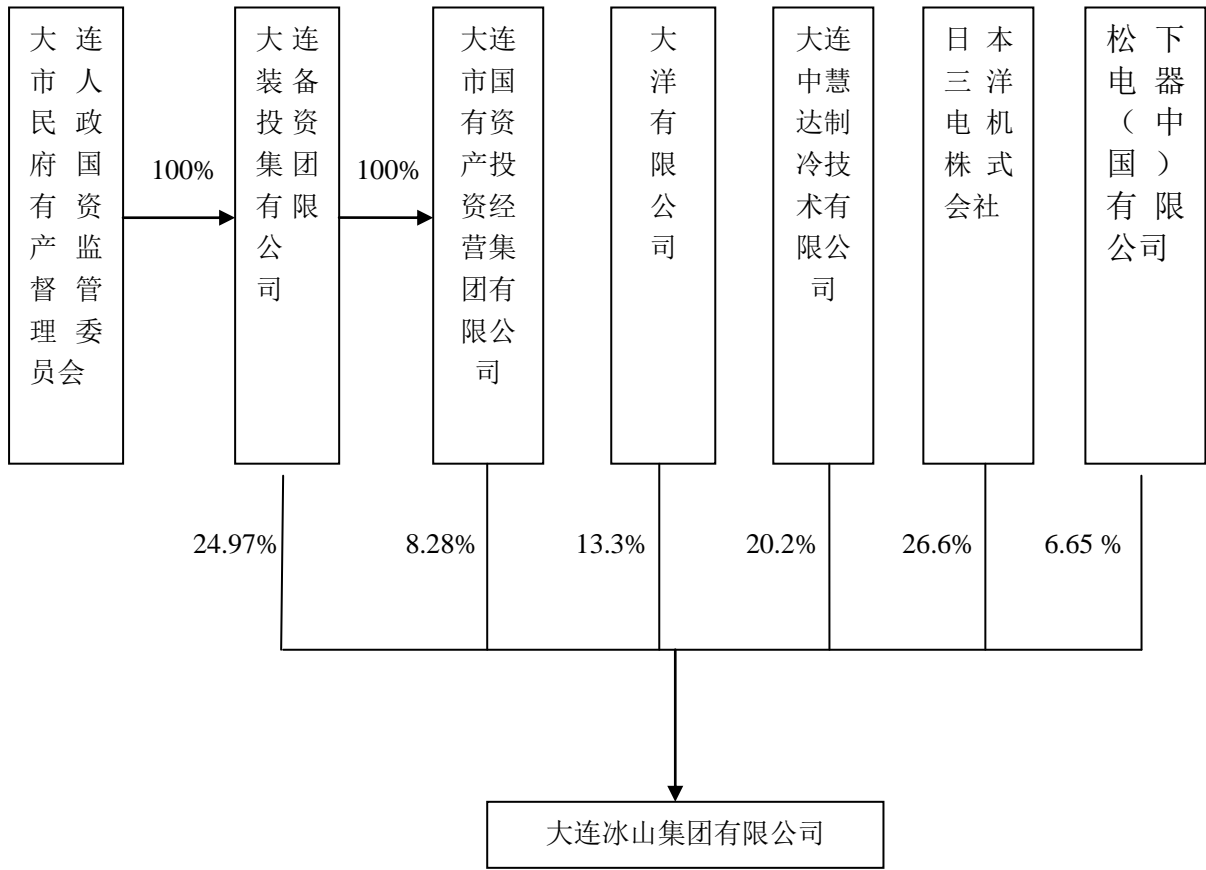 大连
市人
民政
府国
有资
产监
督管
理委
员会
100%
大连
装备
投资
集团
有限
公
司
100%
大连
市国
有资
产投
资经
营集
团有
限公
司
大
洋
有
限
公
司
大连
中慧
达制
冷技
术有
限公
司
日本
三洋
电机
株式
会社
松下
电器
（中
国）
有限
公司
24.97%
8.28%
13.3%
20.2%
26.6%
6.65 %
大连冰山集团有限公司